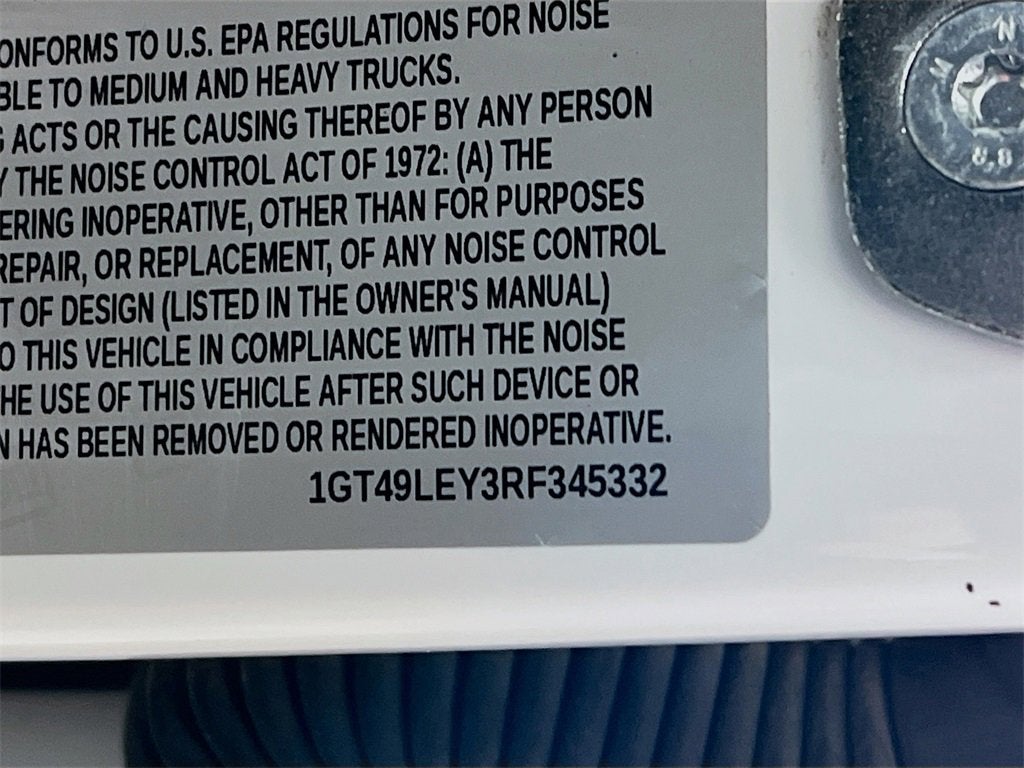 CONFORMS TO U.S. EPA REGULATIONS FOR NOISE
BLE TO MEDIUM AND HEAVY TRUCKS.
G ACTS OR THE CAUSING THEREOF BY ANY PERSON
Y THE NOISE CONTROL ACT OF 1972: (A) THE
ERING INOPERATIVE, OTHER THAN FOR PURPOSES
REPAIR, OR REPLACEMENT, OF ANY NOISE CONTROL
T OF DESIGN (LISTED IN THE OWNER'S MANUAL)
O THIS VEHICLE IN COMPLIANCE WITH THE NOISE
HE USE OF THIS VEHICLE AFTER SUCH DEVICE OR
N HAS BEEN REMOVED OR RENDERED INOPERATIVE.
1GT49LEY3RF345332
8.8